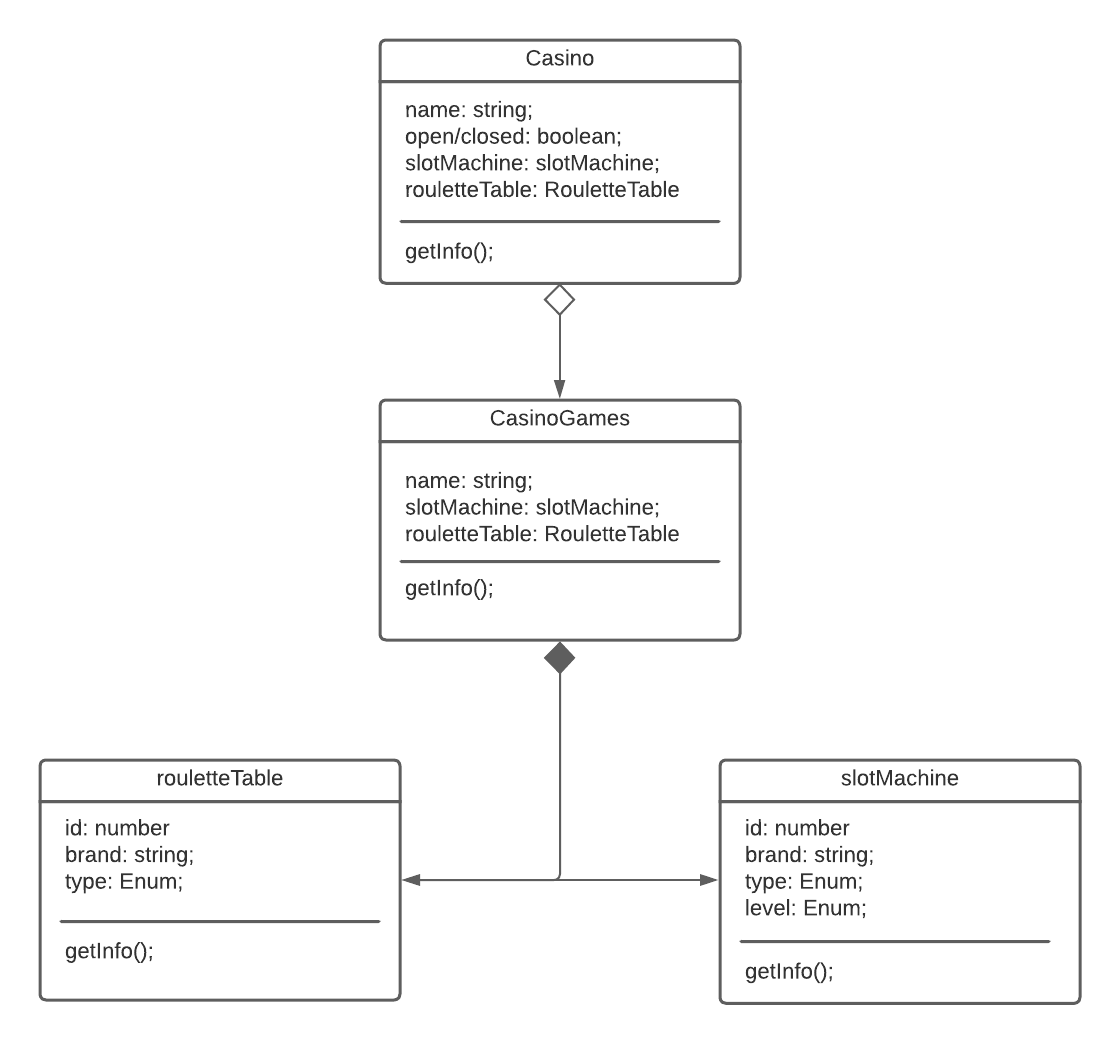 Casino
name: string;
open/closed: boolean;
slotMachine: slotMachine;
rouletteTable: RouletteTable
getInfo();
CasinoGames
name: string;
slotMachine: slotMachine;
rouletteTable: RouletteTable
getInfo();
rouletteTable
id: number
brand: string;
type: Enum;
getInfo();
slotMachine
id: number
brand: string;
type: Enum;
level: Enum;
getInfo();